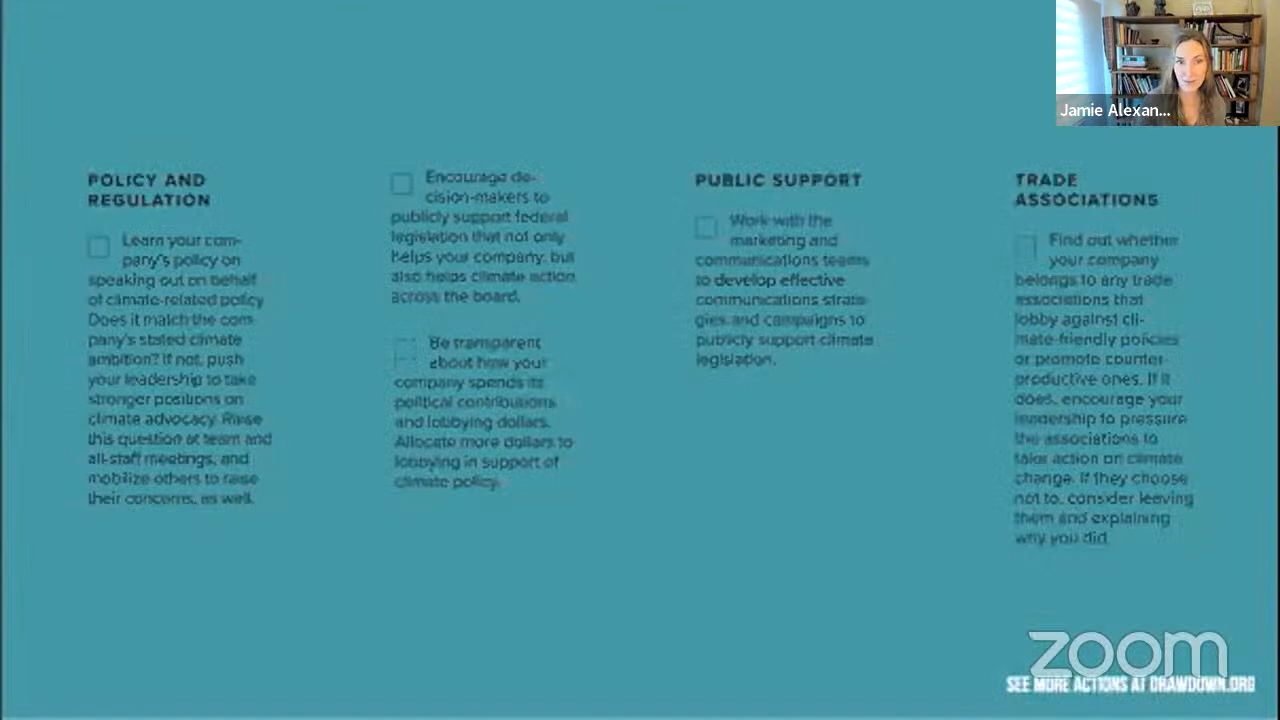 Jamie Alexan...
POLICY AND
REGULATION
Learn your com-
pany's policy on
speaking out on behalf
of climate-related policy
Does it match the com-
pany's stated climate
ambition? If not, push
your leadership to take
stronger positions on
climate advocacy. Raise
this question at team and
all-staff meetings, and
mobilize others to raise
their concerns, as well.
Encourage de-
cision-makers to
publicly support federal
legislation that not only
helps your company, but
also helps climate action
across the board.
Be transparent
about how your
company spends its
political contributions
and lobbying dollars.
Allocate more dollars to
lobbying in support of
climate policy.
PUBLIC SUPPORT
Work with the
marketing and
communications teams
to develop effective
communications strate-
gies and campaigns to
publicly support climate
legislation.
TRADE
ASSOCIATIONS
Find out whether
your company
belongs to any trade
associations that
lobby against cli-
mate-friendly policies
or promote counter-
productive ones. If it
does, encourage your
leadership to pressure
the associations to
take action on climate
change. If they choose
not to, consider leaving
them and explaining
why you did.
zoom
SEE MORE ACTIONS AT DRAWDOWN.ORG